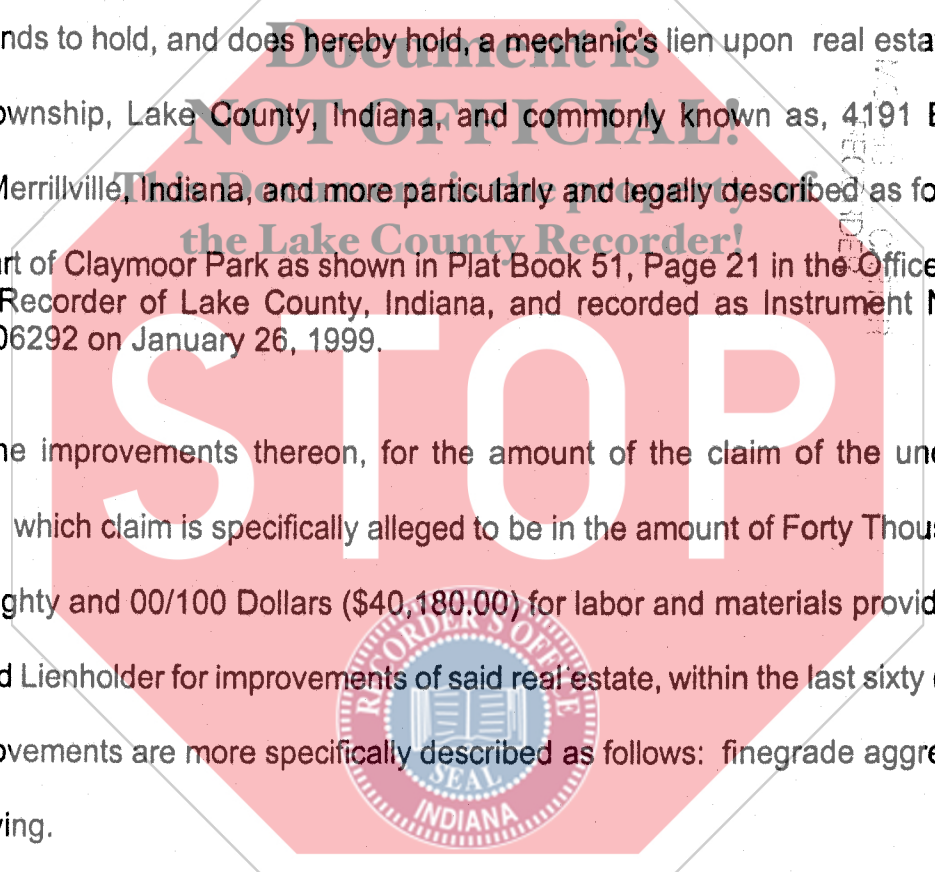 nds to hold, and does hereby hold, a mechanic's lien upon real esta
Document is
ownship, Lake County, Indiana, and commonly known as, 4191 E
NOT OFFICIAL!
Merrillville, Indiana, and more particularly and legally described as fo
This Document is the property of
the Lake County Recorder!
rt of Claymoor Park as shown in Plat Book 51, Page 21 in the Office
Recorder of Lake County, Indiana, and recorded as Instrument N
06292 on January 26, 1999.
STOP
he improvements thereon, for the amount of the claim of the und
which claim is specifically alleged to be in the amount of Forty Thous
ghty and 00/100 Dollars ($40,180.00) for labor and materials provid
d Lienholder for improvements of said real estate, within the last sixty (
ovements are more specifically described as follows: finegrade aggre
ving.
RECORDER'S OFFICE
SEAL
INDIANA